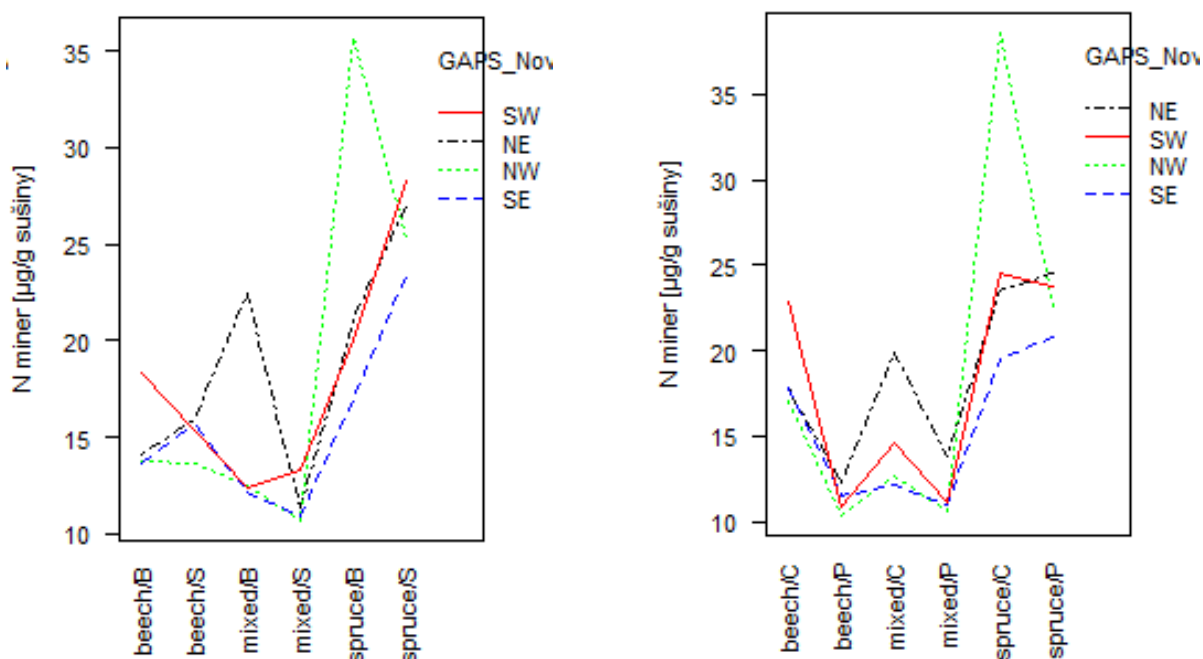 N miner [µg/g sušiny]
35
30
25
20
15
10
GAPS_Nov
SW
NE
NW
SE
beech/B
beech/S
mixed/B
mixed/S
spruce/B
spruce/S
N miner [µg/g sušiny]
35
30
25
20
15
10
GAPS_Nov
NE
SW
NW
SE
beech/C
beech/P
mixed/C
mixed/P
spruce/C
spruce/P